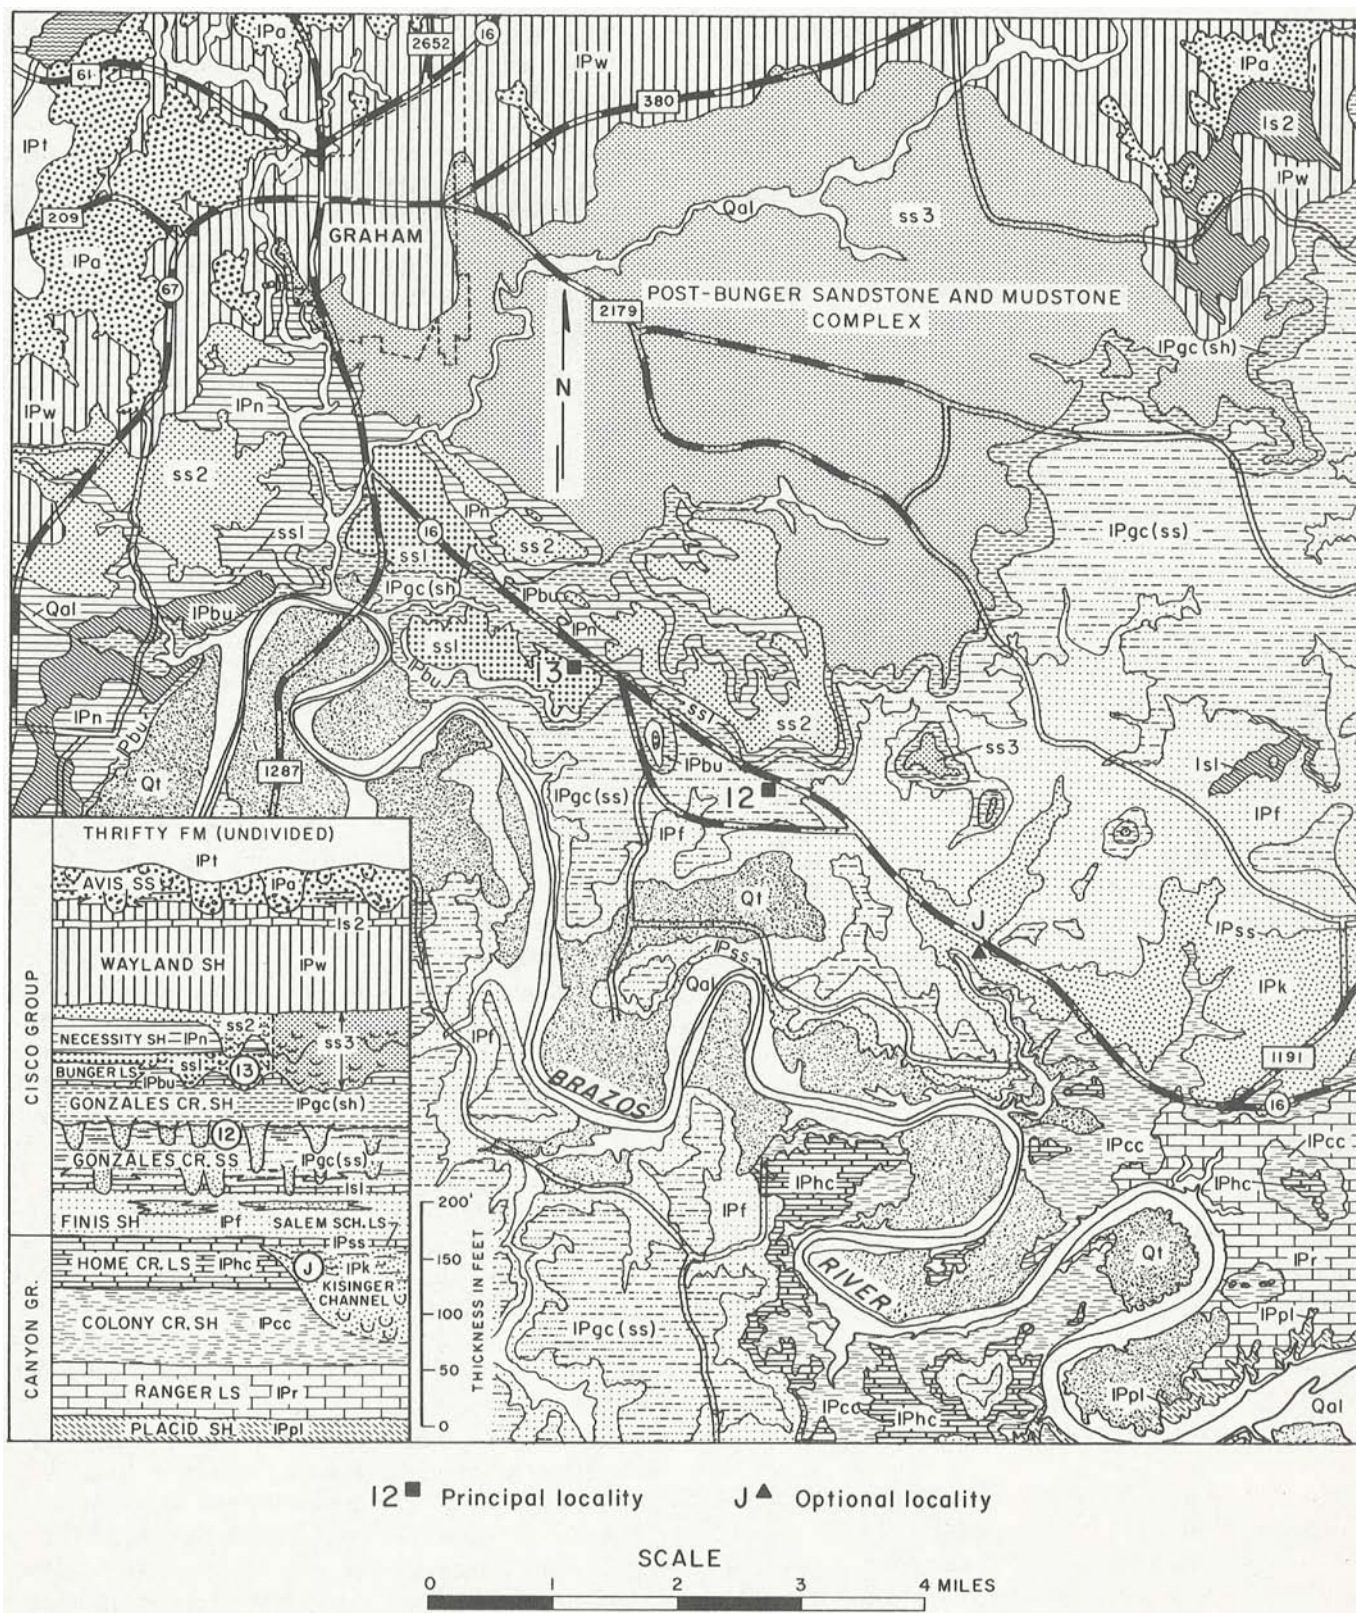 IPa
2652
16
IPw
61
380
IPa
ls2
IPt
IPw
209
Qal
ss3
GRAHAM
IPa
67
POST-BUNGER SANDSTONE AND MUDSTONE
COMPLEX
2179
IPgc(sh)
N
IPn
IPw
ss2
16
IPn
IPgc(ss)
ss1
ss1
ss2
IPgc(sh)
IPbu
Qal
IPbu
IPn
ss1
13
IPbu
IPn
ss1
ss2
ss3
IPbu
Qt
1287
IPbu
ls1
IPgc(ss)
12
IPf
IPf
Qt
J
IPss
IPss
Qal
IPk
IPf
BRAZOS
1191
16
IPcc
IPcc
IPhc
IPhc
IPf
Qt
IPr
RIVER
IPgc(ss)
IPpl
IPpl
IPcc
IPhc
Qal
THRIFTY FM (UNDIVIDED)
IPt
AVIS SS
IPa
ls2
WAYLAND SH
IPw
ss2
NECESSITY SH
IPn
ss3
BUNGER LS
ss1
13
IPbu
GONZALES CR. SH
IPgc(sh)
12
GONZALES CR. SS
IPgc(ss)
ls1
FINIS SH
IPf
SALEM SCH. LS
IPss
HOME CR. LS
IPhc
J
IPk
KISINGER
CHANNEL
COLONY CR. SH
IPcc
RANGER LS
IPr
PLACID SH
IPpl
CISCO GROUP
CANYON GR.
200'
150
100
50
0
THICKNESS IN FEET
12 Principal locality
J Optional locality
SCALE
0 1 2 3 4 MILES